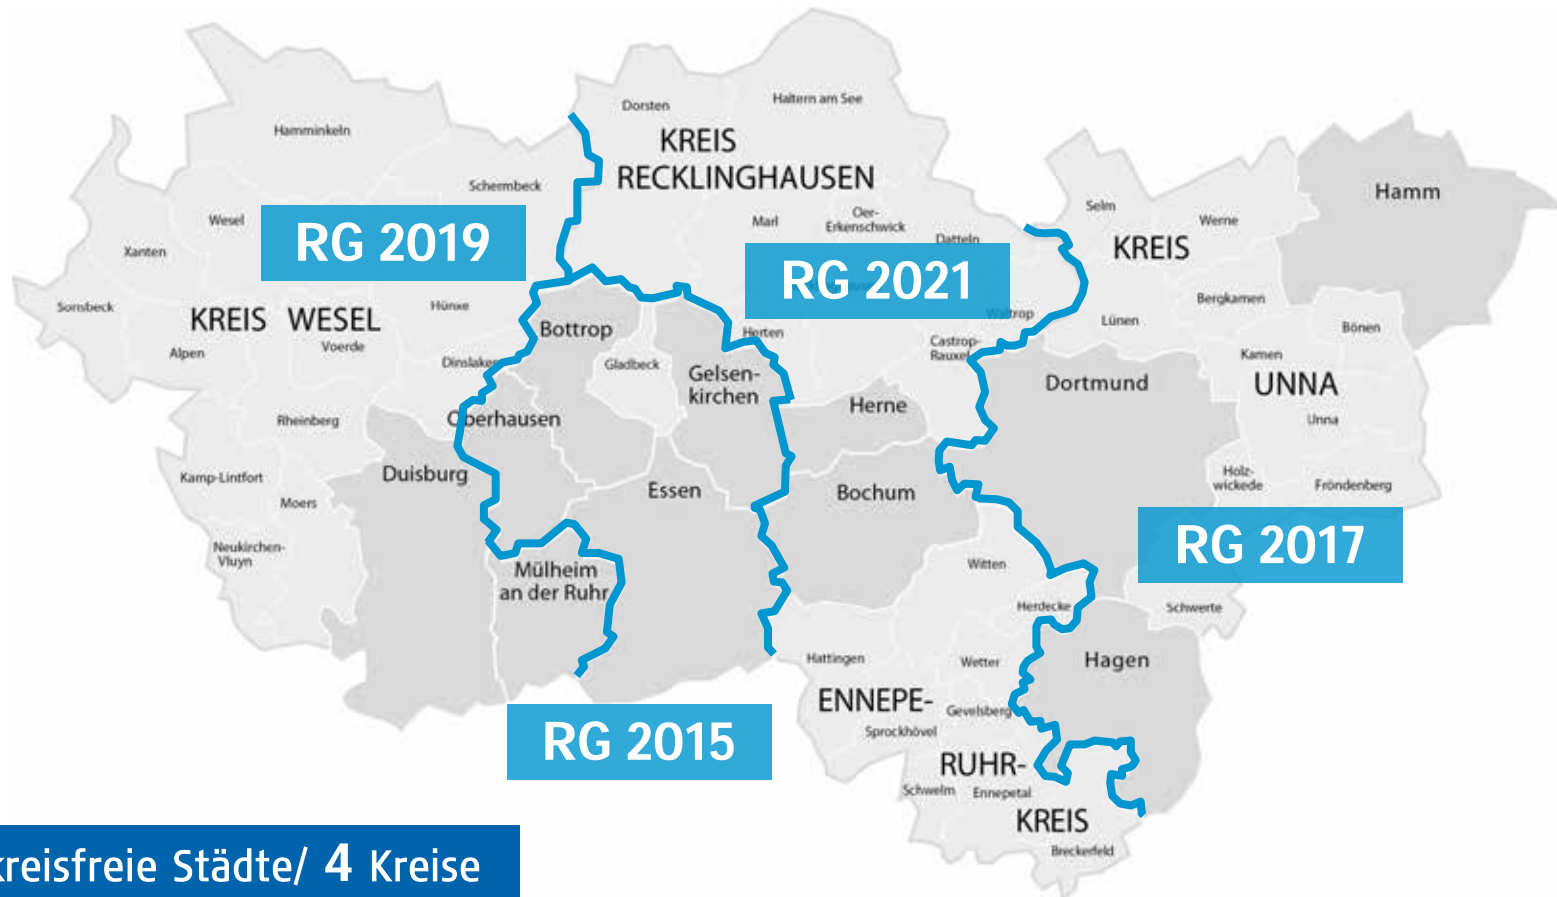 Dorsten
Haltern am See
Hamminkeln
KREIS
RECKLINGHAUSEN
Hamm
Schermbeck
Selm
Wesel
Marl
Oer-
Erkenschwick
Werne
RG 2019
Datteln
KREIS
Xanten
RG 2021
Sonsbeck
Hünxe
Bergkamen
KREIS WESEL
Waltrop
Lünen
Bottrop
Herten
Bönen
Voerde
Castrop-
Rauxel
Alpen
Kamen
Dinslaken
Gladbeck
Gelsen-
kirchen
Dortmund
UNNA
Herne
Rheinberg
Oberhausen
Unna
Kamp-Lintfort
Duisburg
Essen
Bochum
Holz-
wickede
Fröndenberg
Moers
RG 2017
Neukirchen-
Vluyn
Mülheim
an der Ruhr
Witten
Herdecke
Schwerte
Hattingen
Wetter
Hagen
ENNEPE-
Gevelsberg
RG 2015
Sprockhövel
RUHR-
Schwelm
Ennepetal
KREIS
Breckerfeld
kreisfreie Städte/ 4 Kreise